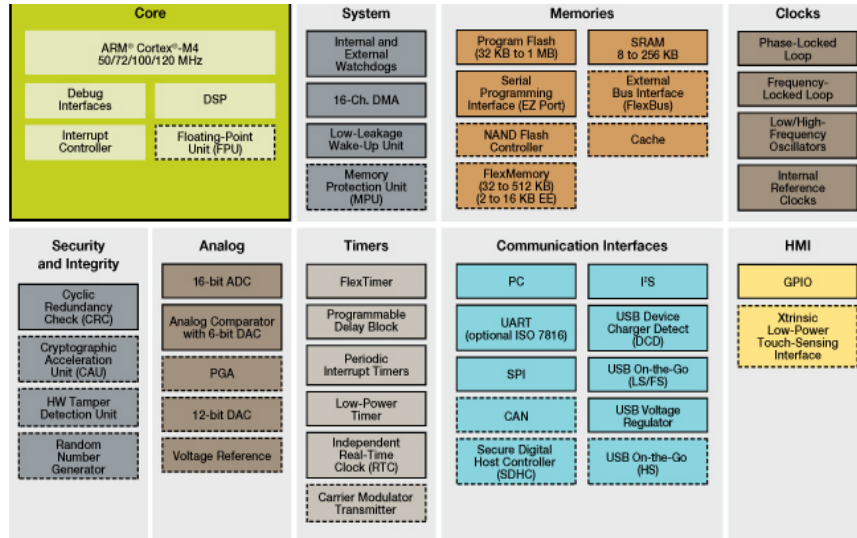 Core
ARM® Cortex®-M4
50/72/100/120 MHz
Debug
Interfaces
DSP
Interrupt
Controller
Floating-Point
Unit (FPU)
System
Internal and
External
Watchdogs
16-Ch. DMA
Low-Leakage
Wake-Up Unit
Memory
Protection Unit
(MPU)
Memories
Program Flash
(32 KB to 1 MB)
SRAM
8 to 256 KB
Serial
Programming
Interface (EZ Port)
External
Bus Interface
(FlexBus)
NAND Flash
Controller
Cache
FlexMemory
(32 to 512 KB)
(2 to 16 KB EE)
Clocks
Phase-Locked
Loop
Frequency-
Locked Loop
Low/High-
Frequency
Oscillators
Internal
Reference
Clocks
Security
and Integrity
Cyclic
Redundancy
Check (CRC)
Cryptographic
Acceleration
Unit (CAU)
HW Tamper
Detection Unit
Random
Number
Generator
Analog
16-bit ADC
Analog Comparator
with 6-bit DAC
PGA
12-bit DAC
Voltage Reference
Timers
FlexTimer
Programmable
Delay Block
Periodic
Interrupt Timers
Low-Power
Timer
Independent
Real-Time
Clock (RTC)
Carrier Modulator
Transmitter
Communication Interfaces
PC
I²S
UART
(optional ISO 7816)
USB Device
Charger Detect
(DCD)
SPI
USB On-the-Go
(LS/FS)
CAN
USB Voltage
Regulator
Secure Digital
Host Controller
(SDHC)
USB On-the-Go
(HS)
HMI
GPIO
Xtrinsic
Low-Power
Touch-Sensing
Interface